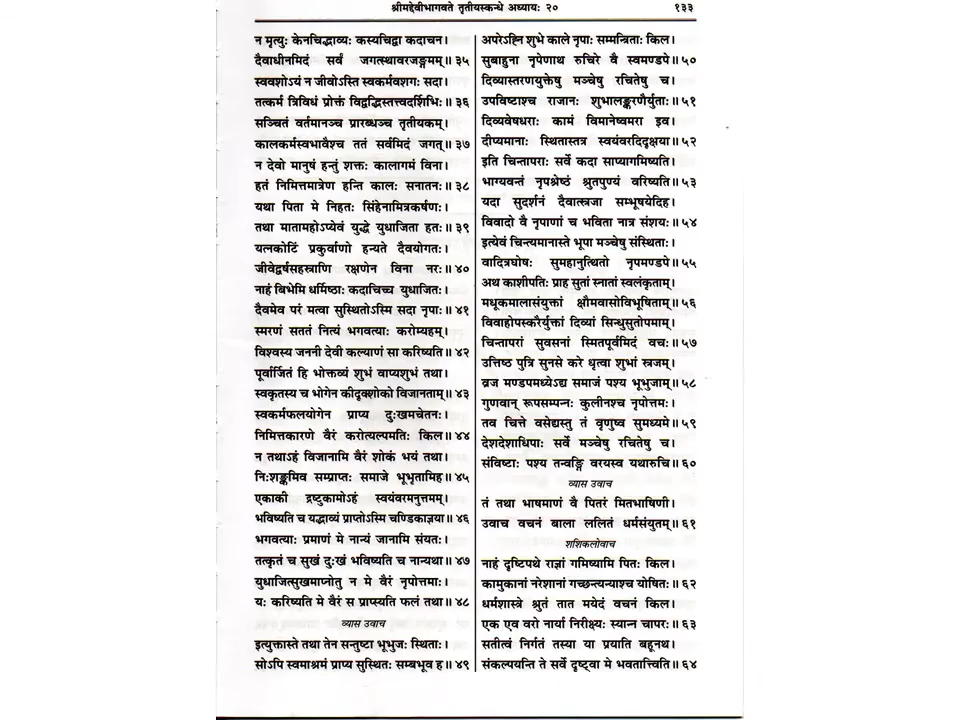 श्रीमद्देवीभागवते तृतीयस्कन्धे अध्यायः २०
१३३
न मृत्युः केनचिद्भाव्यः कस्यचिद्वा कदाचन।
दैवाधीनमिदं सर्वं जगत्स्थावरजङ्गमम्॥ ३५
स्ववशोऽयं न जीवोऽस्ति स्वकर्मवशगः सदा।
तत्कर्म त्रिविधं प्रोक्तं विद्वद्भिस्तत्त्वदर्शिभिः॥ ३६
सञ्चितं वर्तमानञ्च प्रारब्धञ्च तृतीयकम्।
कालकर्मस्वभावैश्च ततं सर्वमिदं जगत्॥ ३७
न देवो मानुषं हन्तुं शक्तः कालागमं विना।
हतं निमित्तमात्रेण हन्ति कालः सनातनः॥ ३८
यथा पिता मे निहतः सिंहेनामित्रकर्षणः।
तथा मातामहोऽप्येवं युद्धे युधाजिता हतः॥ ३९
यत्नकोटिं प्रकुर्वाणो हन्यते दैवयोगतः।
जीवेद्वर्षसहस्राणि रक्षणेन विना नरः॥ ४०
नाहं बिभेमि धर्मिष्ठाः कदाचिच्च युधाजितः।
दैवमेव परं मत्वा सुस्थितोऽस्मि सदा नृपाः॥ ४१
स्मरणं सततं नित्यं भगवत्याः करोम्यहम्।
विश्वस्य जननी देवी कल्याणं सा करिष्यति॥ ४२
पूर्वार्जितं हि भोक्तव्यं शुभं वाप्यशुभं तथा।
स्वकृतस्य च भोगेन कीदृक्शोको विजानताम्॥ ४३
स्वकर्मफलयोगेन प्राप्य दुःखमचेतनः।
निमित्तकारणे वैरं करोत्यल्पमतिः किल॥ ४४
न तथाऽहं विजानामि वैरं शोकं भयं तथा।
निःशङ्कमिव सम्प्राप्तः समाजे भूभृतामिह॥ ४५
एकाकी द्रष्टुकामोऽहं स्वयंवरमनुत्तमम्।
भविष्यति च यद्भाव्यं प्राप्तोऽस्मि चण्डिकाज्ञया॥ ४६
भगवत्याः प्रमाणं मे नान्यं जानामि संयतः।
तत्कृतं च सुखं दुःखं भविष्यति च नान्यथा॥ ४७
युधाजित्सुखमाप्नोतु न मे वैरं नृपोत्तमाः।
यः करिष्यति मे वैरं स प्राप्स्यति फलं तथा॥ ४८
व्यास उवाच
इत्युक्तास्ते तथा तेन सन्तुष्टा भूभुजः स्थिताः।
सोऽपि स्वमाश्रमं प्राप्य सुस्थितः सम्बभूव ह॥ ४९
अपरेऽह्नि शुभे काले नृपाः सम्मन्त्रिताः किल।
सुबाहुना नृपेणाथ रुचिरे वै स्वमण्डपे॥ ५०
दिव्यास्तरणयुक्तेषु मञ्चेषु रचितेषु च।
उपविष्टाश्च राजानः शुभालङ्करणैर्युताः॥ ५१
दिव्यवेषधराः कामं विमानेष्वमरा इव।
दीप्यमानाः स्थितास्तत्र स्वयंवरदिदृक्षया॥ ५२
इति चिन्तापराः सर्वे कदा साप्यागमिष्यति।
भाग्यवन्तं नृपश्रेष्ठं श्रुतपुण्यं वरिष्यति॥ ५३
यदा सुदर्शनं दैवात्स्रजा सम्भूषयेदिह।
विवादो वै नृपाणां च भविता नात्र संशयः॥ ५४
इत्येवं चिन्त्यमानास्ते भूपा मञ्चेषु संस्थिताः।
वादित्रघोषः सुमहानुत्थितो नृपमण्डपे॥ ५५
अथ काशीपतिः प्राह सुतां स्नातां स्वलंकृताम्।
मधूकमालासंयुक्तां क्षौमवासोविभूषिताम्॥ ५६
विवाहोपस्करैर्युक्तां दिव्यां सिन्धुसुतोपमाम्।
चिन्तापरां सुवसनां स्मितपूर्वमिदं वचः॥ ५७
उत्तिष्ठ पुत्रि सुनसे करे धृत्वा शुभां स्रजम्।
व्रज मण्डपमध्येऽद्य समाजं पश्य भूभुजाम्॥ ५८
गुणवान् रूपसम्पन्नः कुलीनश्च नृपोत्तमः।
तव चित्ते वसेद्यस्तु तं वृणुष्व सुमध्यमे॥ ५९
देशदेशाधिपाः सर्वे मञ्चेषु रचितेषु च।
संविष्टाः पश्य तन्वङ्गि वरयस्व यथारुचि॥ ६०
व्यास उवाच
तं तथा भाषमाणं वै पितरं मितभाषिणी।
उवाच वचनं बाला ललितं धर्मसंयुतम्॥ ६१
शशिकलोवाच
नाहं दृष्टिपथे राज्ञां गमिष्यामि पितः किल।
कामुकानां नरेशानां गच्छन्त्यन्याश्च योषितः॥ ६२
धर्मशास्त्रे श्रुतं तात मयेदं वचनं किल।
एक एव वरो नार्या निरीक्ष्यः स्यान्न चापरः॥ ६३
सतीत्वं निर्गतं तस्या या प्रयाति बहूनथ।
संकल्पयन्ति ते सर्वे दृष्ट्वा मे भवतात्त्विति॥ ६४